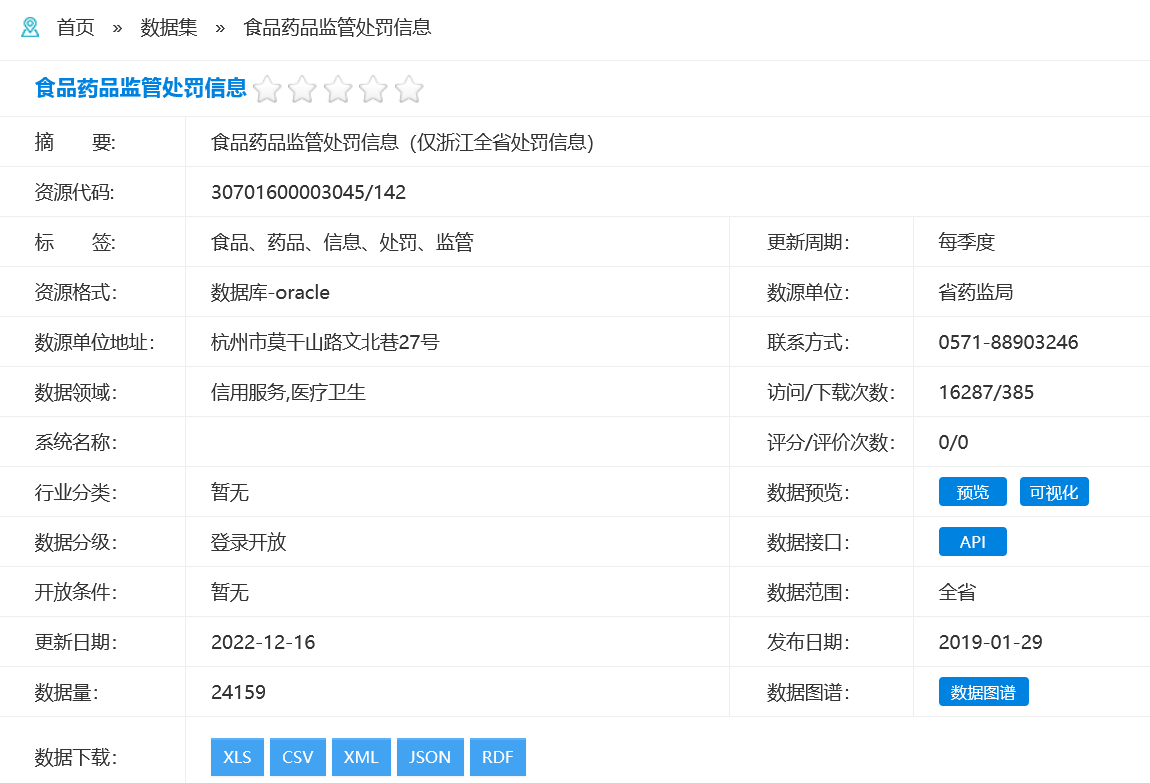 首页 » 数据集 » 食品药品监管处罚信息
食品药品监管处罚信息
摘 要: 食品药品监管处罚信息（仅浙江全省处罚信息）
资源代码: 30701600003045/142
标 签: 食品、药品、信息、处罚、监管 更新周期： 每季度
资源格式： 数据库-oracle 数源单位： 省药监局
数源单位地址： 杭州市莫干山路文北巷27号 联系方式： 0571-88903246
数据领域： 信用服务,医疗卫生 访问/下载次数： 16287/385
系统名称： 评分/评价次数： 0/0
行业分类： 暂无 数据预览： 预览 可视化
数据分级： 登录开放 数据接口： API
开放条件： 暂无 数据范围： 全省
更新日期： 2022-12-16 发布日期： 2019-01-29
数据量： 24159 数据图谱： 数据图谱
数据下载： XLS CSV XML JSON RDF